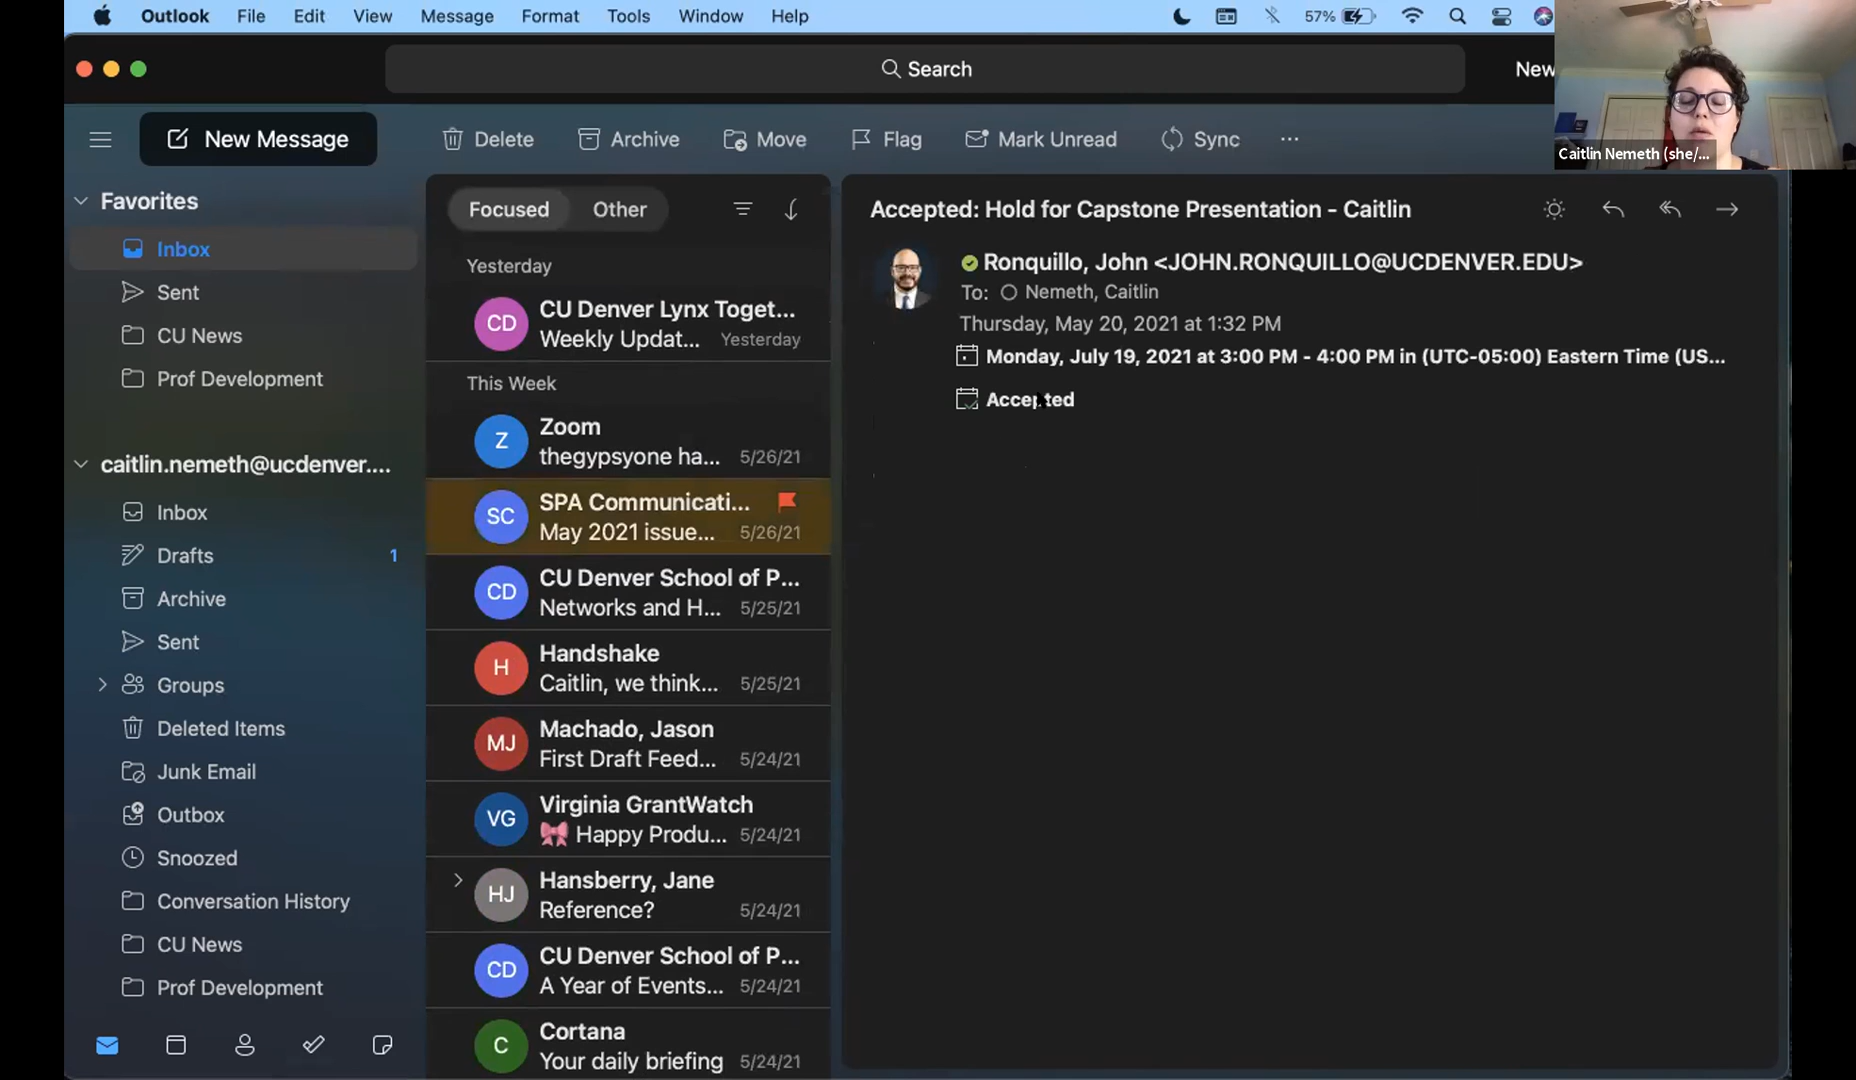 Outlook File Edit View Message Format Tools Window Help 57%
Search
New
New Message
Delete Archive Move Flag Mark Unread Sync ...
Caitlin Nemeth (she/...
Favorites
Inbox
Sent
CU News
Prof Development
caitlin.nemeth@ucdenver....
Inbox
Drafts 1
Archive
Sent
Groups
Deleted Items
Junk Email
Outbox
Snoozed
Conversation History
CU News
Prof Development
Focused Other
Yesterday
CD
CU Denver Lynx Toget...
Weekly Updat... Yesterday
This Week
Z
Zoom
thegypsyone ha... 5/26/21
SC
SPA Communicati...
May 2021 issue... 5/26/21
CD
CU Denver School of P...
Networks and H... 5/25/21
H
Handshake
Caitlin, we think... 5/25/21
MJ
Machado, Jason
First Draft Feed... 5/24/21
VG
Virginia GrantWatch
🎀 Happy Produ... 5/24/21
HJ
Hansberry, Jane
Reference? 5/24/21
CD
CU Denver School of P...
A Year of Events... 5/24/21
C
Cortana
Your daily briefing 5/24/21
Accepted: Hold for Capstone Presentation - Caitlin
Ronquillo, John <JOHN.RONQUILLO@UCDENVER.EDU>
To: Nemeth, Caitlin
Thursday, May 20, 2021 at 1:32 PM
Monday, July 19, 2021 at 3:00 PM - 4:00 PM in (UTC-05:00) Eastern Time (US...
Accepted